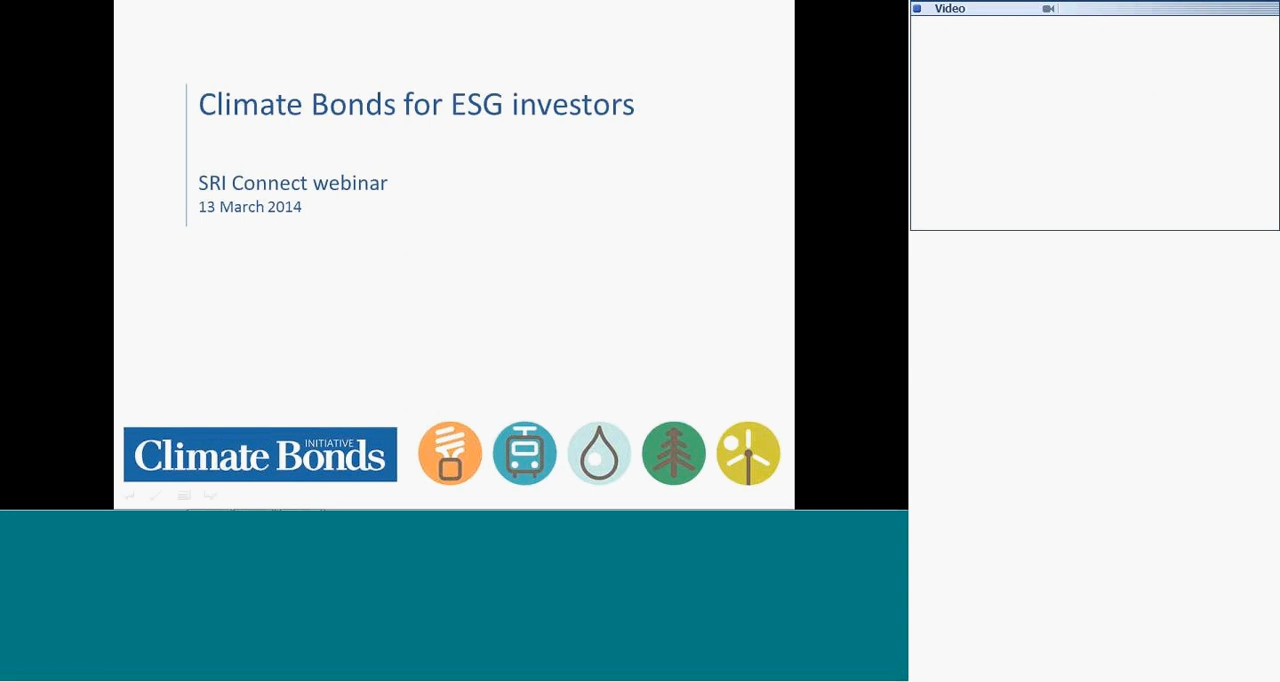 Video
Climate Bonds for ESG investors
SRI Connect webinar
13 March 2014
INITIATIVE
Climate Bonds